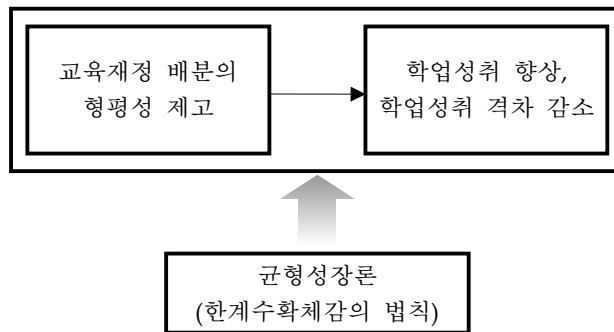 교육재정 배분의
형평성 제고
학업성취 향상,
학업성취 격차 감소
균형성장론
(한계수확체감의 법칙)